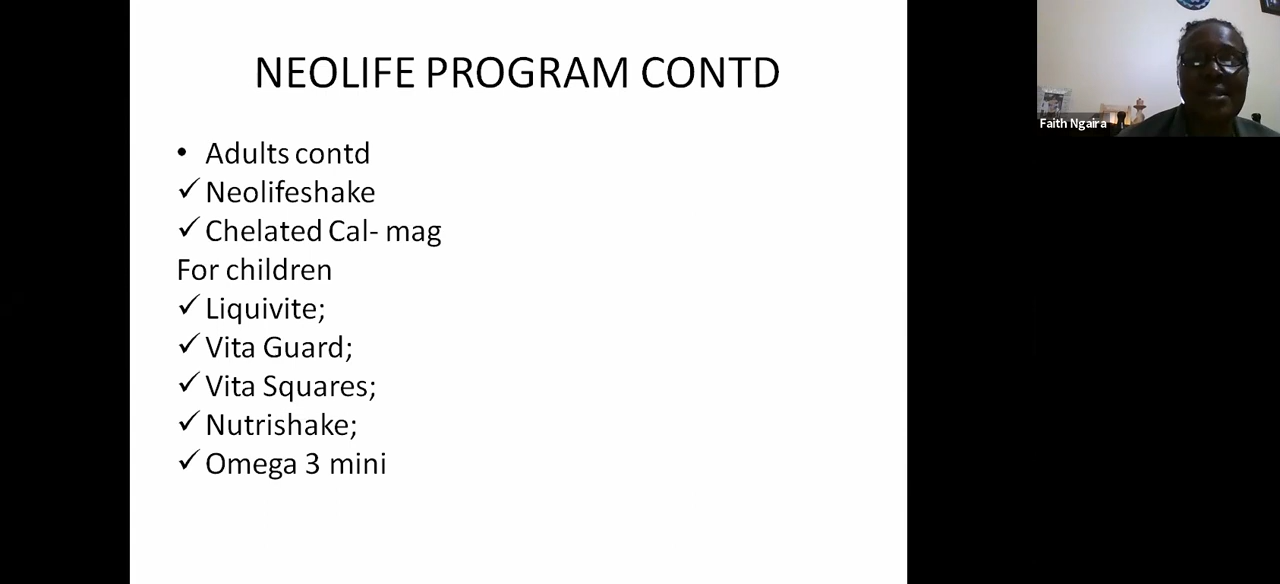 NEOLIFE PROGRAM CONTD
• Adults contd
✓ Neolifeshake
✓ Chelated Cal- mag
For children
✓ Liquivite;
✓ Vita Guard;
✓ Vita Squares;
✓ Nutrishake;
✓ Omega 3 mini
Faith Ngaira